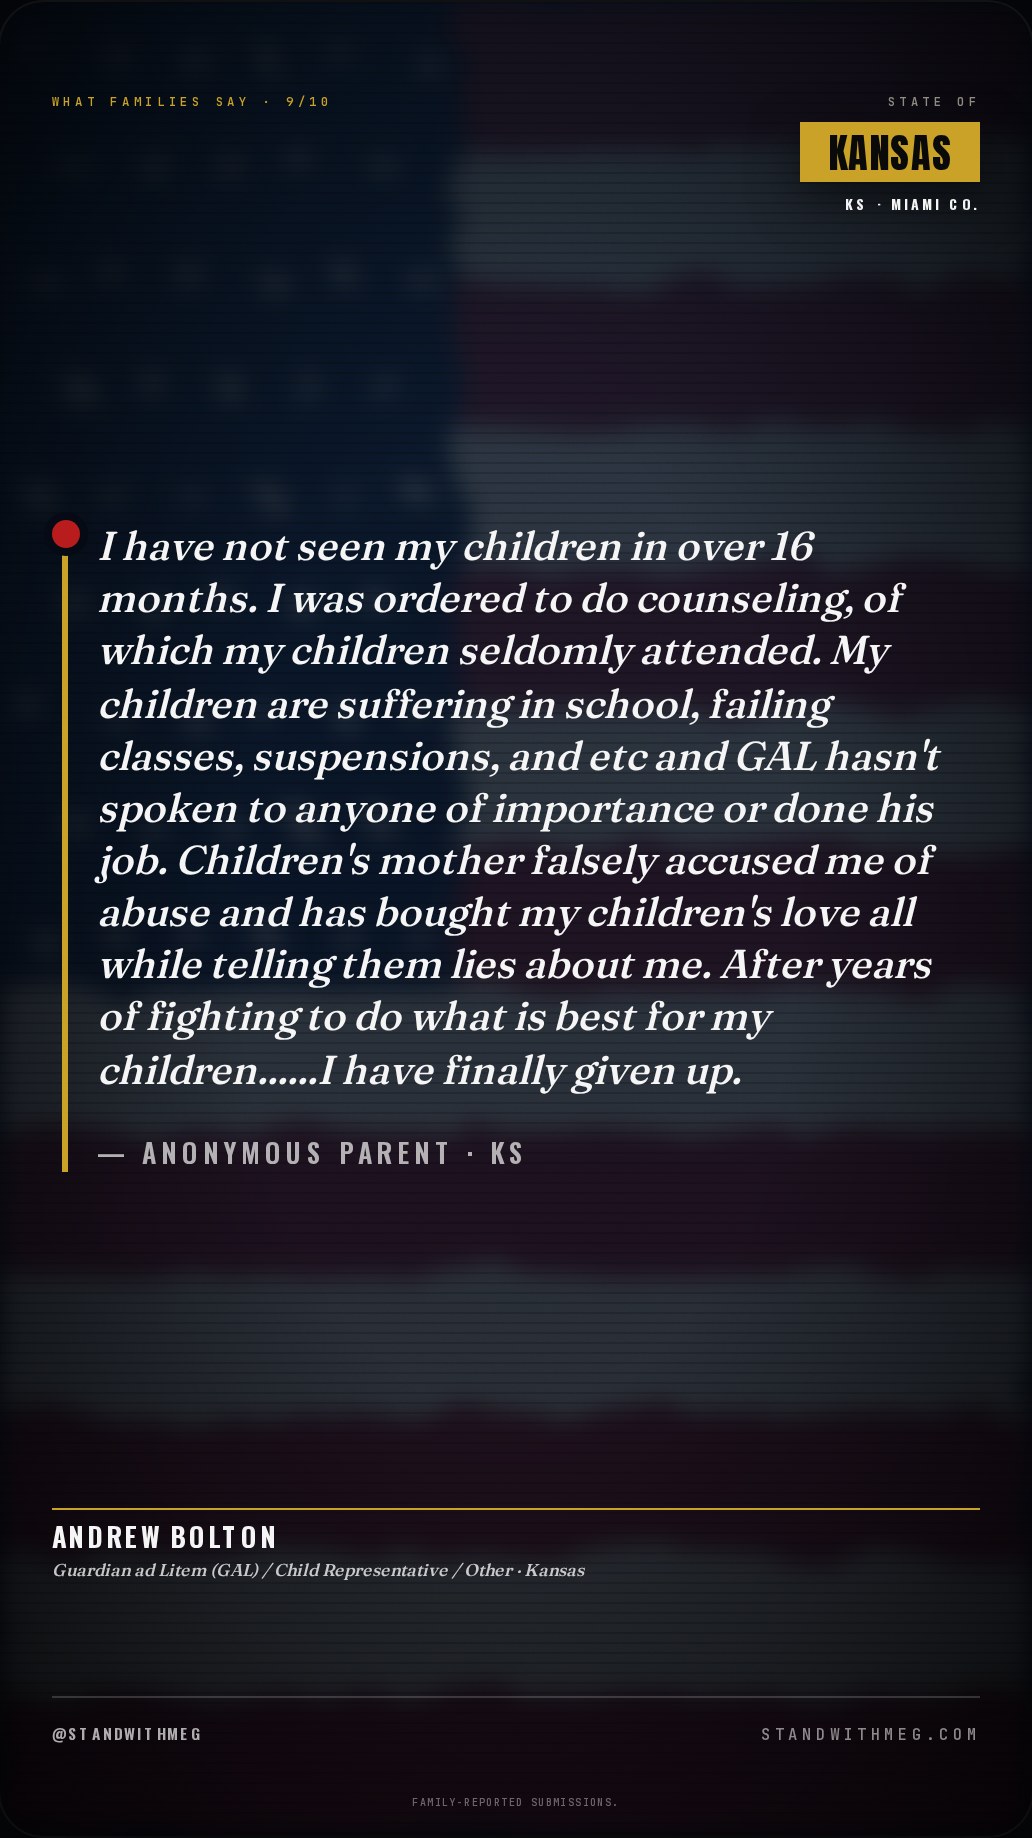 WHAT FAMILIES SAY · 9/10
STATE OF
KANSAS
KS · MIAMI CO.
I have not seen my children in over 16
months. I was ordered to do counseling, of
which my children seldomly attended. My
children are suffering in school, failing
classes, suspensions, and etc and GAL hasn't
spoken to anyone of importance or done his
job. Children's mother falsely accused me of
abuse and has bought my children's love all
while telling them lies about me. After years
of fighting to do what is best for my
children......I have finally given up.
— ANONYMOUS PARENT · KS
ANDREW BOLTON
Guardian ad Litem (GAL) / Child Representative / Other · Kansas
@STANDWITHMEG
STANDWITHMEG.COM
FAMILY-REPORTED SUBMISSIONS.